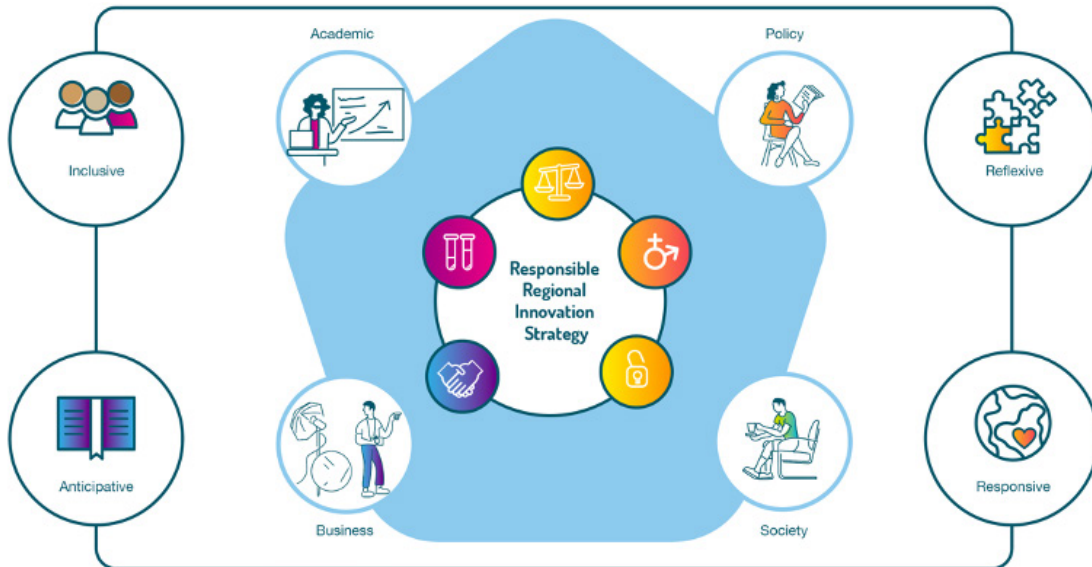 Academic
Policy
Inclusive
Reflexive
Responsible
Regional
Innovation
Strategy
Anticipative
Responsive
Business
Society